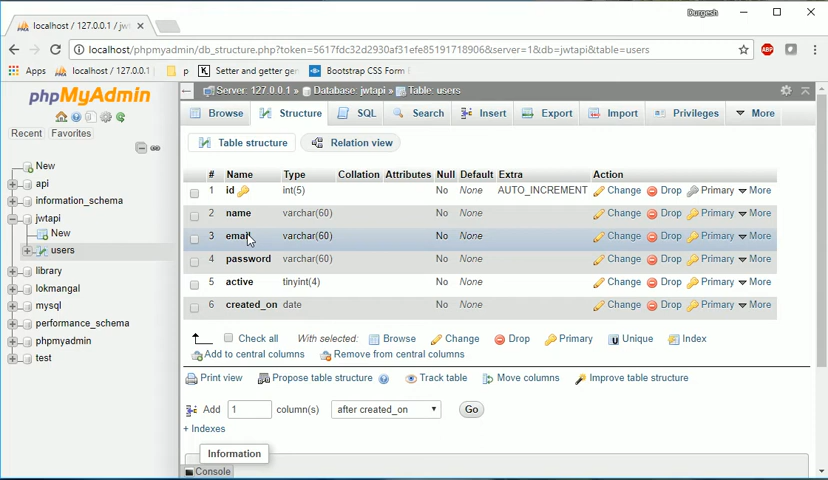 Durgesh
localhost / 127.0.0.1 / jwt
localhost/phpmyadmin/db_structure.php?token=5617fdc32d2930af31efe85191718906&server=1&db=jwtapi&table=users
ABP
Apps localhost / 127.0.0.1 p K Setter and getter gen B Bootstrap CSS Form
phpMyAdmin
Recent Favorites
New
api
information_schema
jwtapi
New
users
library
lokmangal
mysql
performance_schema
phpmyadmin
test
Server: 127.0.0.1 » Database: jwtapi » Table: users
Browse Structure SQL Search Insert Export Import Privileges More
Table structure Relation view
# Name Type Collation Attributes Null Default Extra Action
1 id int(5) No None AUTO_INCREMENT Change Drop Primary More
2 name varchar(60) No None Change Drop Primary More
3 email varchar(60) No None Change Drop Primary More
4 password varchar(60) No None Change Drop Primary More
5 active tinyint(4) No None Change Drop Primary More
6 created_on date No None Change Drop Primary More
Check all With selected: Browse Change Drop Primary Unique Index
Add to central columns Remove from central columns
Print view Propose table structure Track table Move columns Improve table structure
Add 1 column(s) after created_on Go
+ Indexes
Information
Console